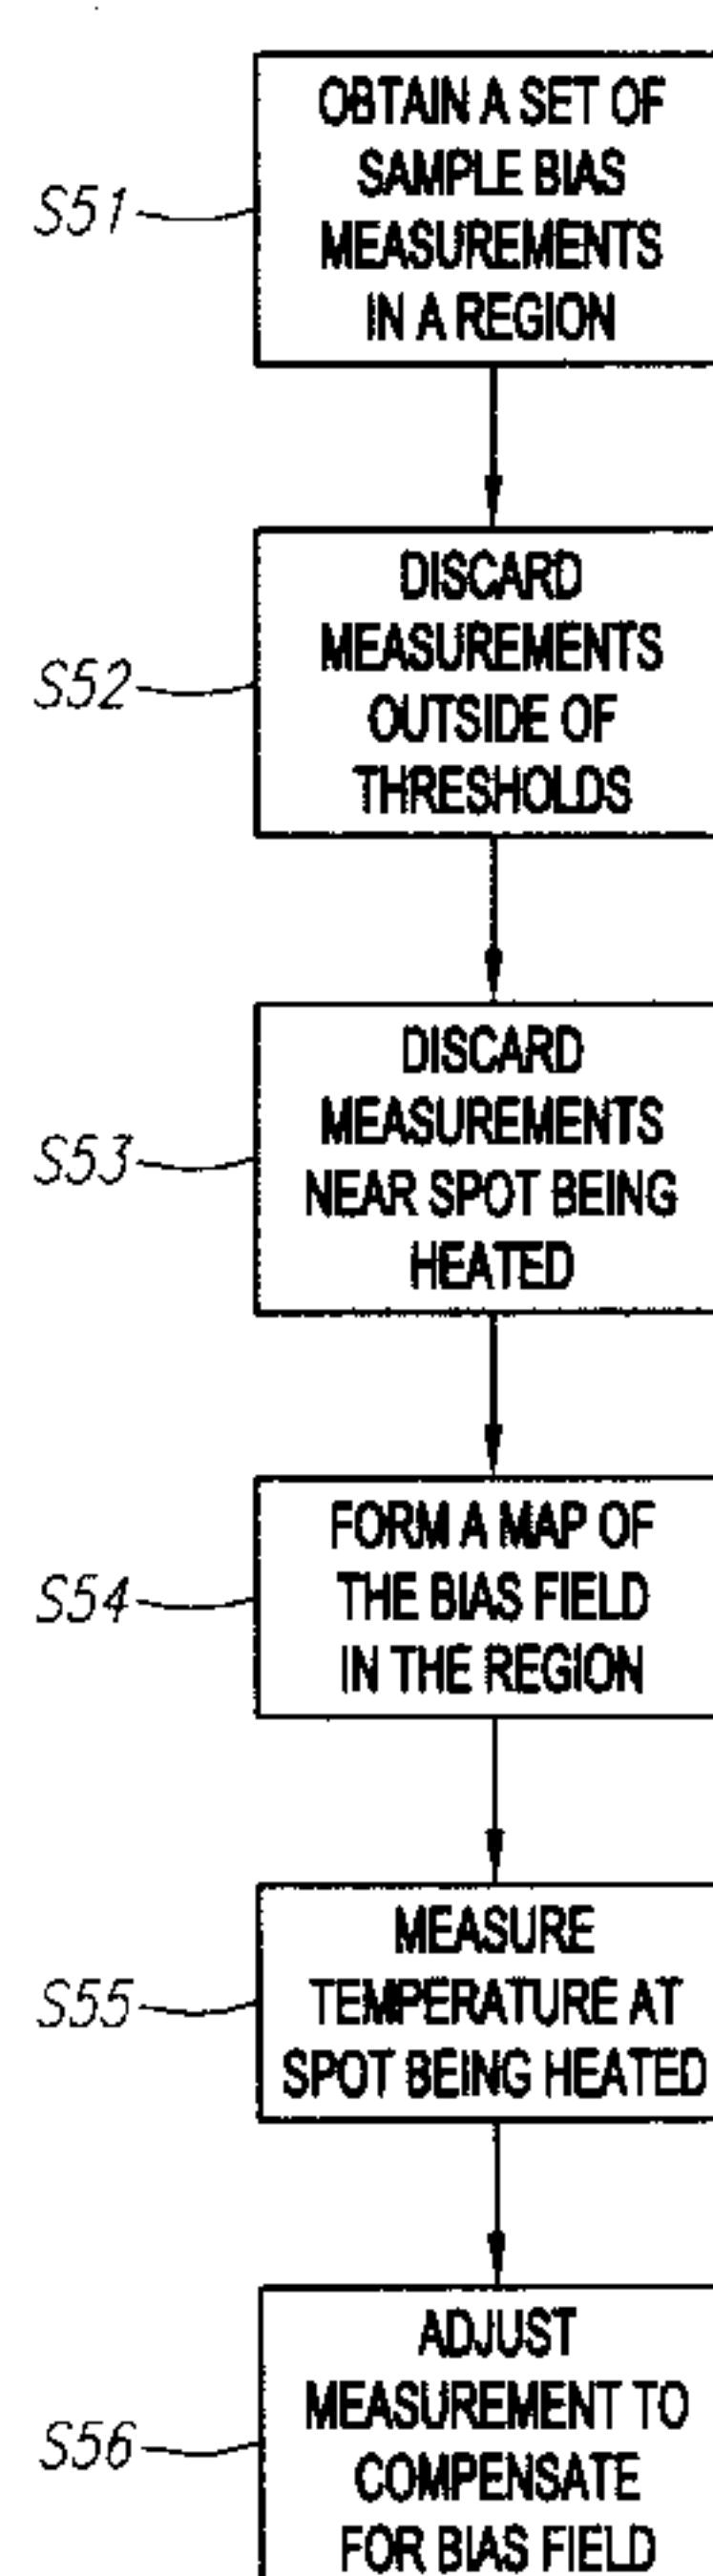 OBTAIN A SET OF
SAMPLE BIAS
MEASUREMENTS
IN A REGION
S51
DISCARD
MEASUREMENTS
OUTSIDE OF
THRESHOLDS
S52
DISCARD
MEASUREMENTS
NEAR SPOT BEING
HEATED
S53
FORM A MAP OF
THE BIAS FIELD
IN THE REGION
S54
MEASURE
TEMPERATURE AT
SPOT BEING HEATED
S55
ADJUST
MEASUREMENT TO
COMPENSATE
FOR BIAS FIELD
S56